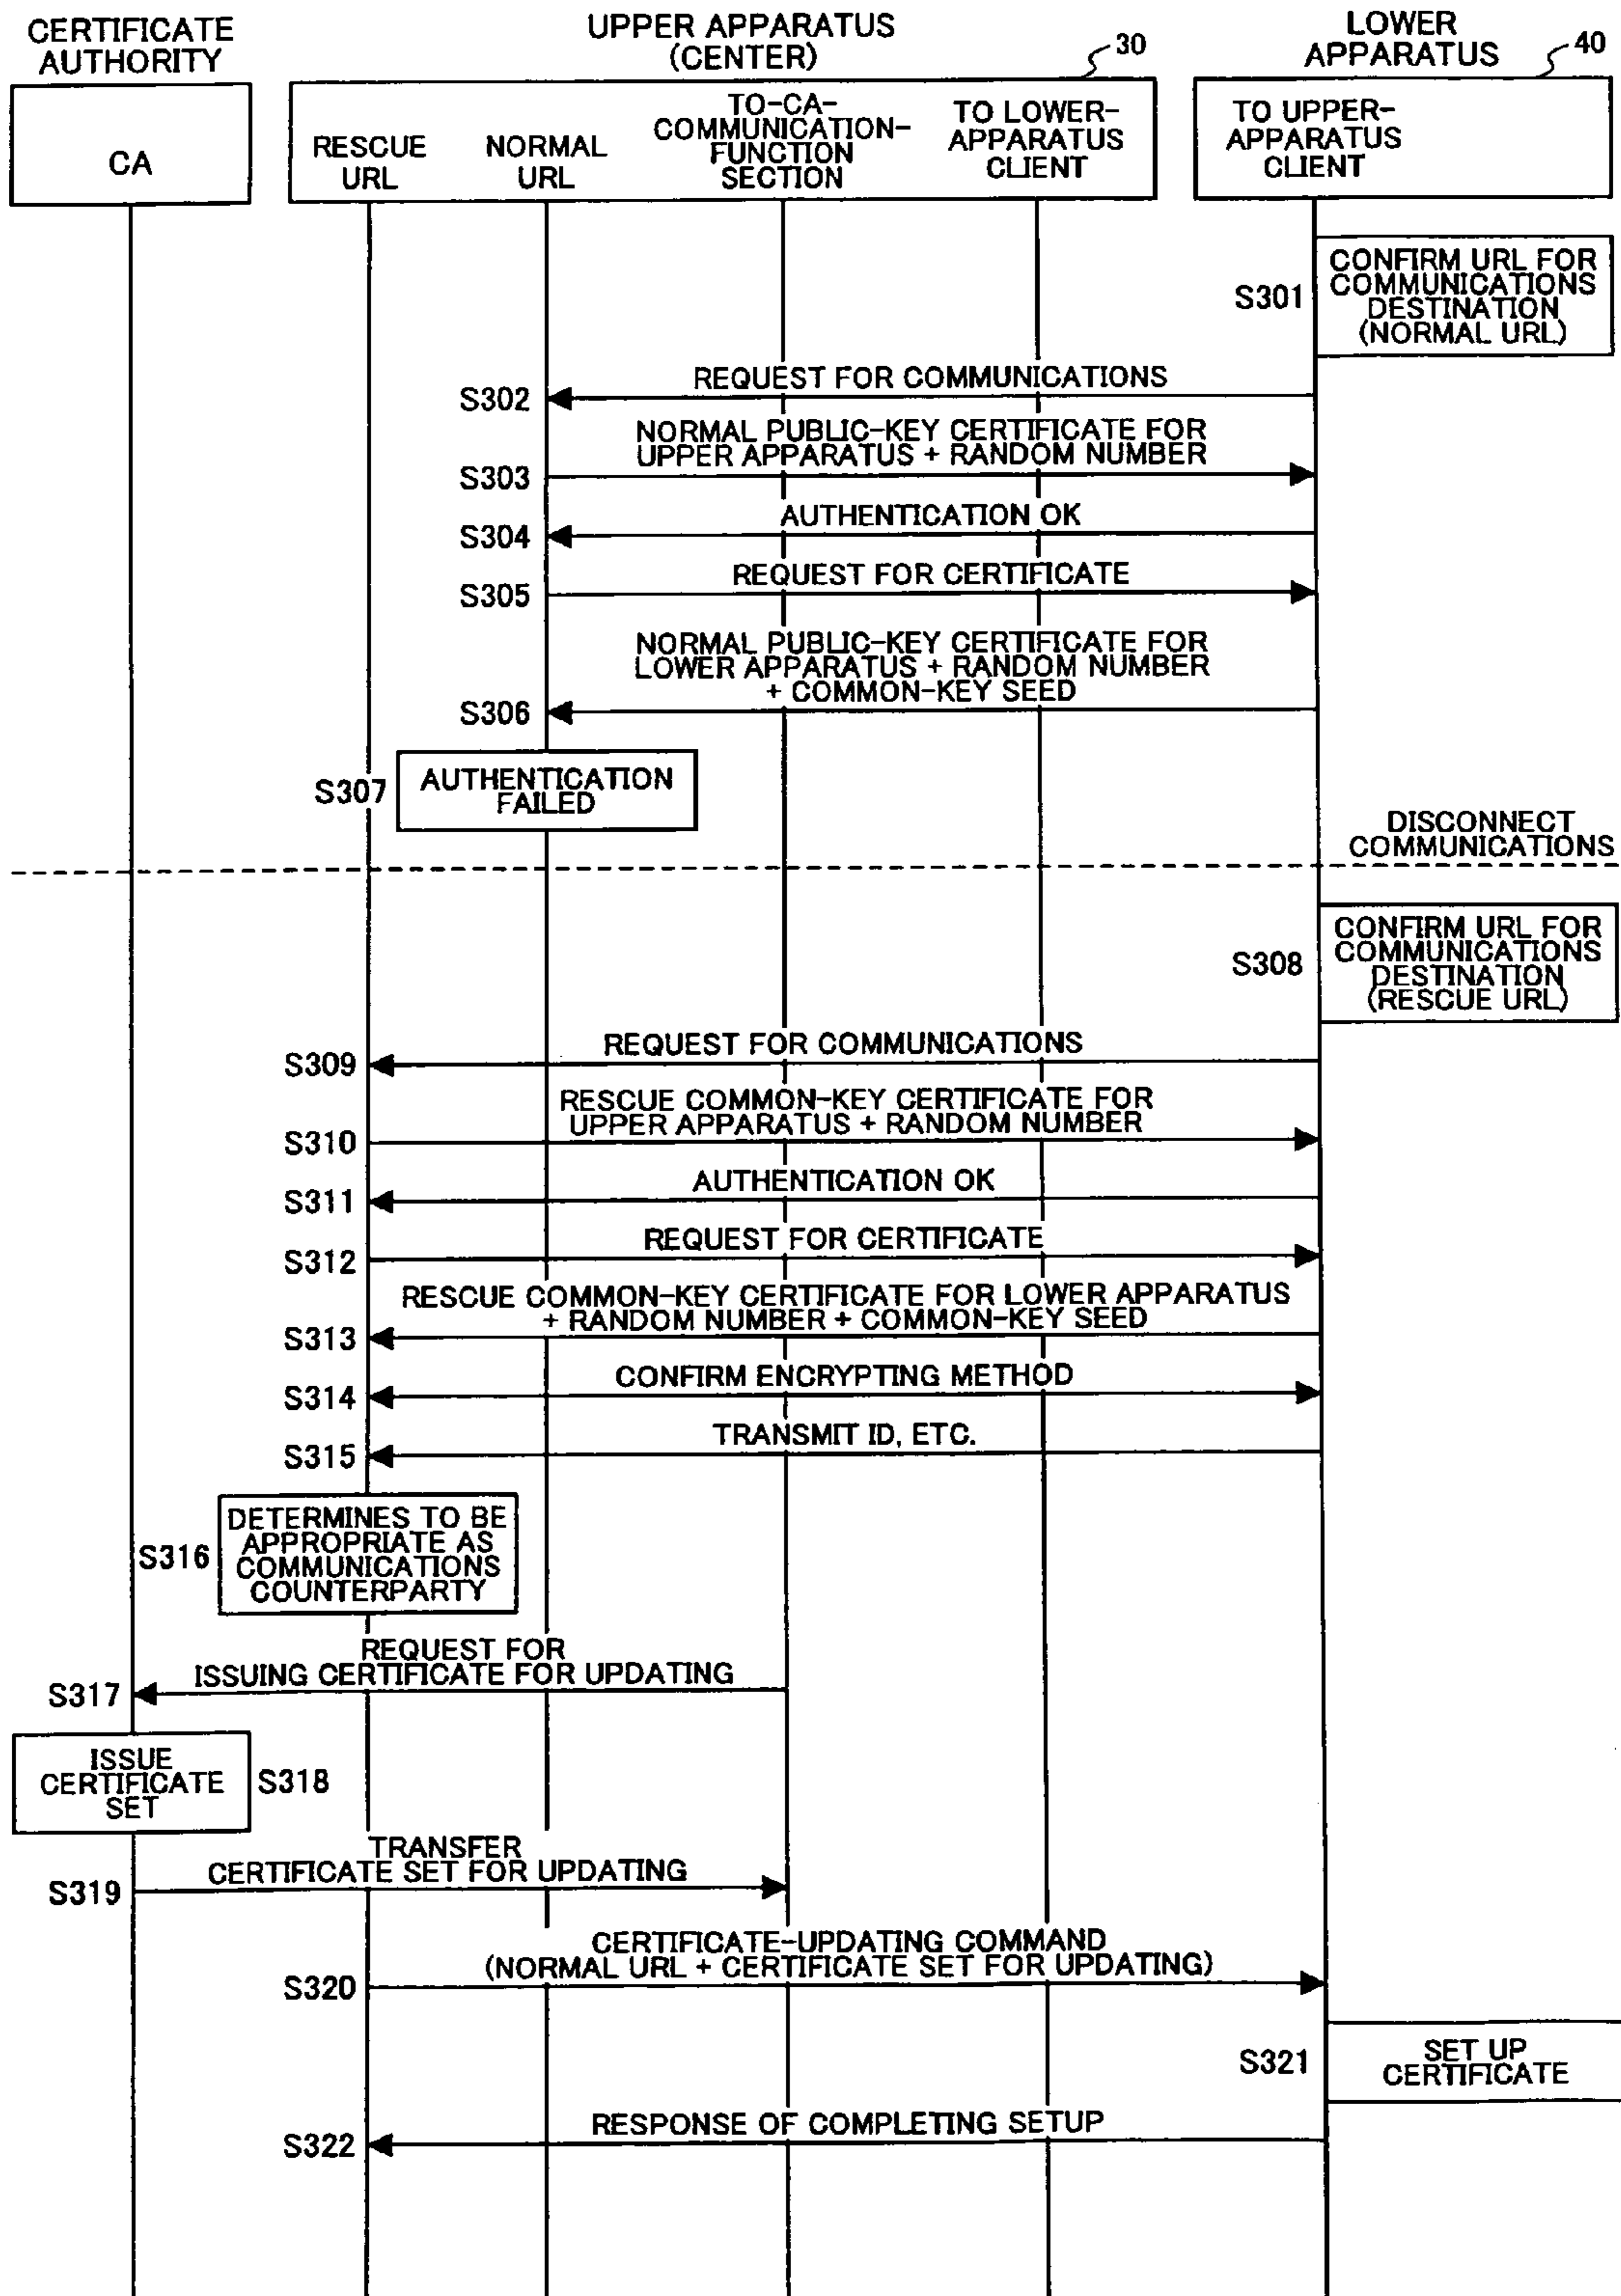 CERTIFICATE
AUTHORITY
UPPER APPARATUS
(CENTER)
30
LOWER
APPARATUS
40
CA
RESCUE
URL
NORMAL
URL
TO-CA-
COMMUNICATION-
FUNCTION
SECTION
TO LOWER-
APPARATUS
CLIENT
TO UPPER-
APPARATUS
CLIENT
S301
CONFIRM URL FOR
COMMUNICATIONS
DESTINATION
(NORMAL URL)
REQUEST FOR COMMUNICATIONS
S302
NORMAL PUBLIC-KEY CERTIFICATE FOR
UPPER APPARATUS + RANDOM NUMBER
S303
AUTHENTICATION OK
S304
REQUEST FOR CERTIFICATE
S305
NORMAL PUBLIC-KEY CERTIFICATE FOR
LOWER APPARATUS + RANDOM NUMBER
+ COMMON-KEY SEED
S306
S307
AUTHENTICATION
FAILED
DISCONNECT
COMMUNICATIONS
S308
CONFIRM URL FOR
COMMUNICATIONS
DESTINATION
(RESCUE URL)
REQUEST FOR COMMUNICATIONS
S309
RESCUE COMMON-KEY CERTIFICATE FOR
UPPER APPARATUS + RANDOM NUMBER
S310
AUTHENTICATION OK
S311
REQUEST FOR CERTIFICATE
S312
RESCUE COMMON-KEY CERTIFICATE FOR LOWER APPARATUS
+ RANDOM NUMBER + COMMON-KEY SEED
S313
CONFIRM ENCRYPTING METHOD
S314
TRANSMIT ID, ETC.
S315
S316
DETERMINES TO BE
APPROPRIATE AS
COMMUNICATIONS
COUNTERPARTY
REQUEST FOR
ISSUING CERTIFICATE FOR UPDATING
S317
ISSUE
CERTIFICATE
SET
S318
TRANSFER
CERTIFICATE SET FOR UPDATING
S319
CERTIFICATE-UPDATING COMMAND
(NORMAL URL + CERTIFICATE SET FOR UPDATING)
S320
S321
SET UP
CERTIFICATE
RESPONSE OF COMPLETING SETUP
S322